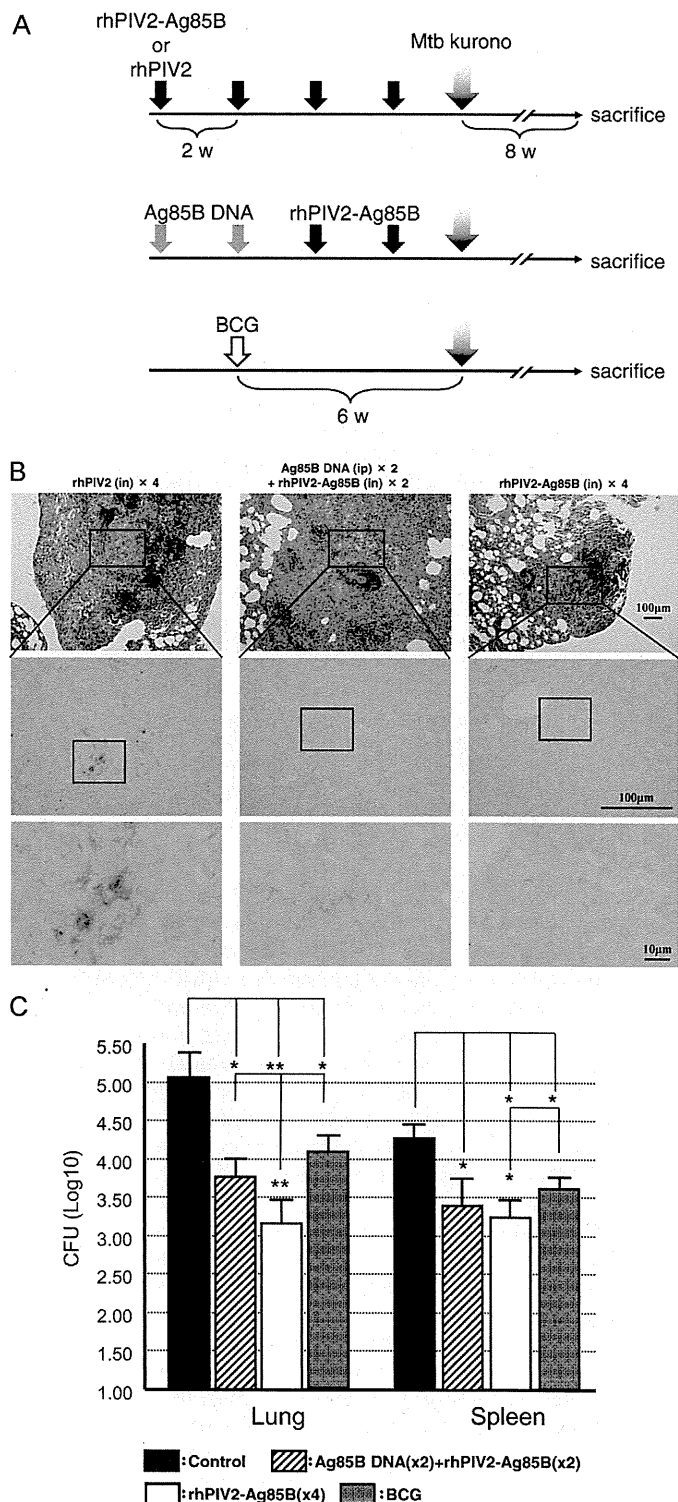 A
rhPIV2-Ag85B
or
rhPIV2
Mtb kurono
sacrifice
2 w
8 w
Ag85B DNA
rhPIV2-Ag85B
sacrifice
BCG
sacrifice
6 w
B
rhPIV2 (in) × 4
Ag85B DNA (ip) × 2
+ rhPIV2-Ag85B (in) × 2
rhPIV2-Ag85B (in) × 4
100μm
100μm
10μm
C
5.50
5.00
4.50
4.00
3.50
3.00
2.50
2.00
1.50
1.00
CFU (Log10)
* ** *
**
* *
* *
Lung
Spleen
:Control
:Ag85B DNA(x2)+rhPIV2-Ag85B(x2)
:rhPIV2-Ag85B(x4)
:BCG